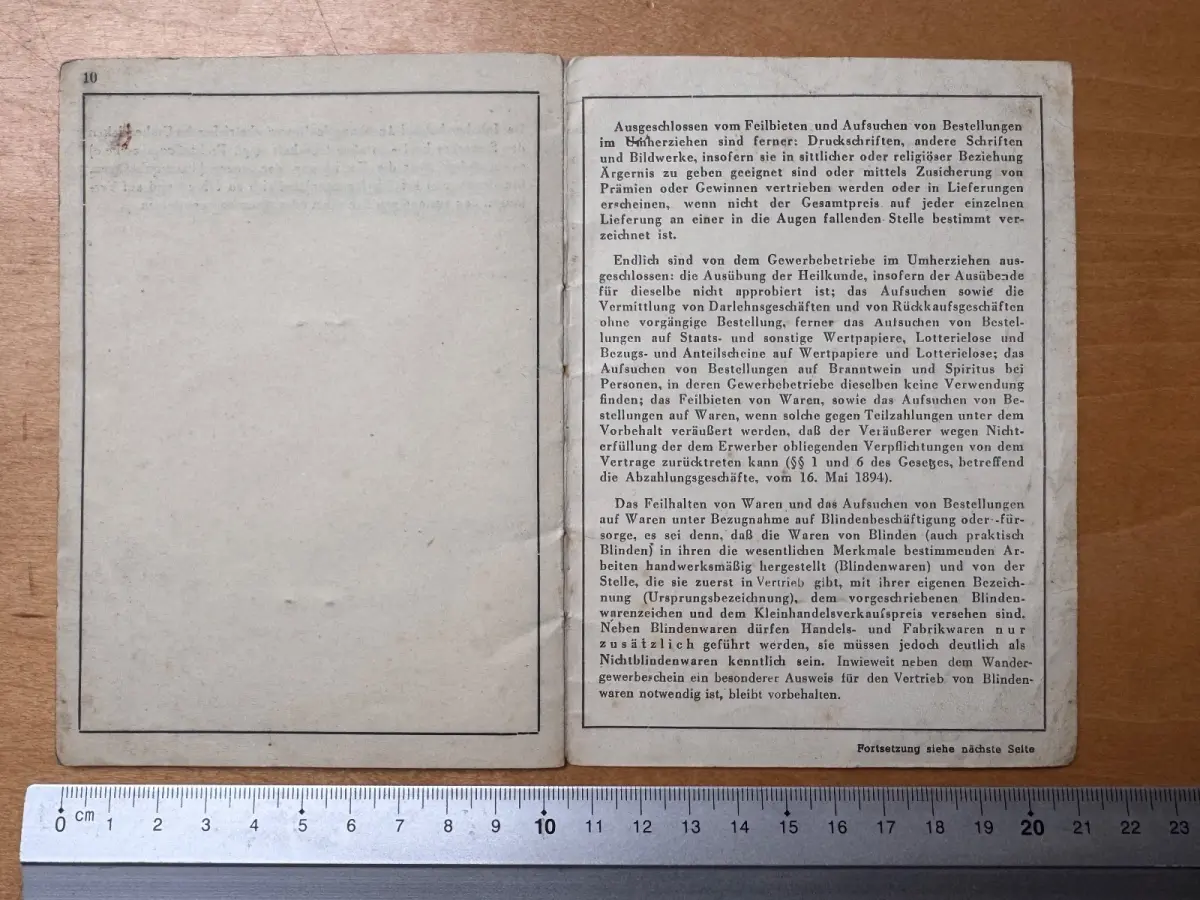 10
Ausgeschlossen vom Feilbieten und Aufsuchen von Bestellungen
im Umherziehen sind ferner: Druckschriften, andere Schriften
und Bildwerke, insofern sie in sittlicher oder religiöser Beziehung
Ärgernis zu geben geeignet sind oder mittels Zusicherung von
Prämien oder Gewinnen vertrieben werden oder in Lieferungen
erscheinen, wenn nicht der Gesamtpreis auf jeder einzelnen
Lieferung an einer in die Augen fallenden Stelle bestimmt ver-
zeichnet ist.
Endlich sind von dem Gewerbebetriebe im Umherziehen aus-
geschlossen: die Ausübung der Heilkunde, insofern der Ausübende
für dieselbe nicht approbiert ist; das Aufsuchen sowie die
Vermittlung von Darlehnsgeschäften und von Rückkaufsgeschäften
ohne vorgängige Bestellung, ferner das Aufsuchen von Bestel-
lungen auf Staats- und sonstige Wertpapiere, Lotterielose und
Bezugs- und Anteilscheine auf Wertpapiere und Lotterielose; das
Aufsuchen von Bestellungen auf Branntwein und Spiritus bei
Personen, in deren Gewerbebetriebe dieselben keine Verwendung
finden; das Feilbieten von Waren, sowie das Aufsuchen von Be-
stellungen auf Waren, wenn solche gegen Teilzahlungen unter dem
Vorbehalt veräußert werden, daß der Veräußerer wegen Nicht-
erfüllung der dem Erwerber obliegenden Verpflichtungen von dem
Vertrage zurücktreten kann (§§ 1 und 6 des Gesetzes, betreffend
die Abzahlungsgeschäfte, vom 16. Mai 1894).
Das Feilhalten von Waren und das Aufsuchen von Bestellungen
auf Waren unter Bezugnahme auf Blindenbeschäftigung oder -für-
sorge, es sei denn, daß die Waren von Blinden (auch praktisch
Blinden) in ihren die wesentlichen Merkmale bestimmenden Ar-
beiten handwerksmäßig hergestellt (Blindenwaren) und von der
Stelle, die sie zuerst in Vertrieb gibt, mit ihrer eigenen Bezeich-
nung (Ursprungsbezeichnung), dem vorgeschriebenen Blinden-
warenzeichen und dem Kleinhandelsverkaufspreis versehen sind.
Neben Blindenwaren dürfen Handels- und Fabrikwaren nur
zusätzlich geführt werden, sie müssen jedoch deutlich als
Nichtblindenwaren kenntlich sein. Inwieweit neben dem Wander-
gewerbeschein ein besonderer Ausweis für den Vertrieb von Blinden-
waren notwendig ist, bleibt vorbehalten.
Fortsetzung siehe nächste Seite
0 cm 1 2 3 4 5 6 7 8 9 10 11 12 13 14 15 16 17 18 19 20 21 22 23